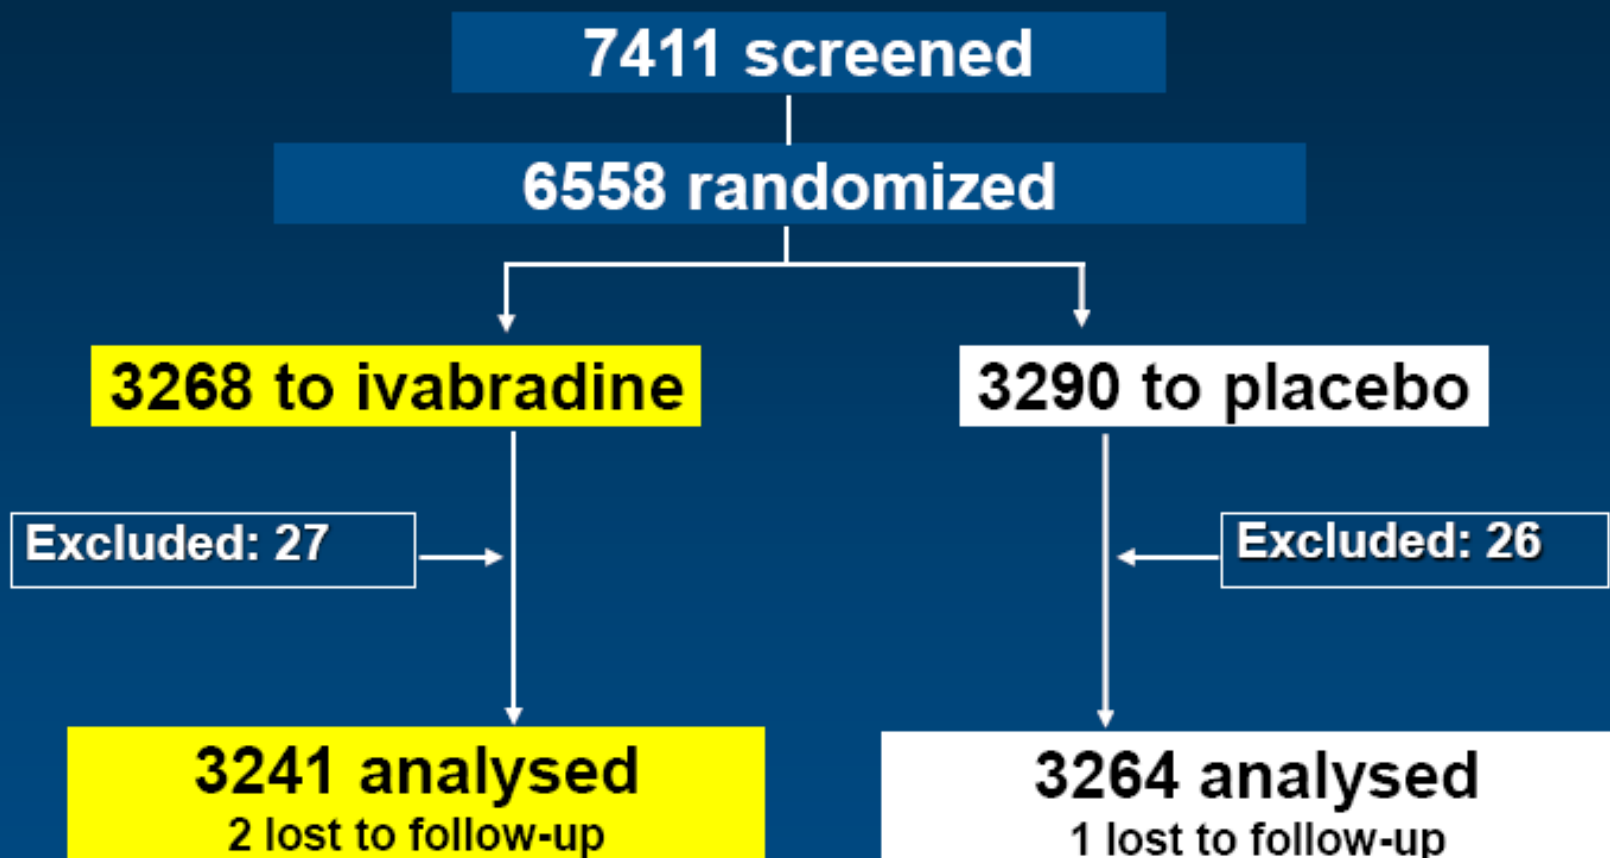 7411 screened
6558 randomized
3268 to ivabradine
3290 to placebo
Excluded: 27
Excluded: 26
3241 analysed
2 lost to follow-up
3264 analysed
1 lost to follow-up